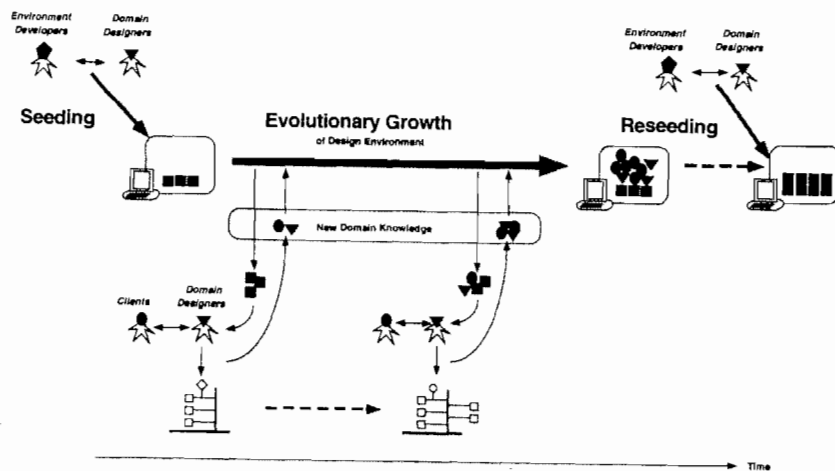 Environment
Developers
Domain
Designers
Seeding
Evolutionary Growth
of Design Environment
Environment
Developers
Domain
Designers
Reseeding
New Domain Knowledge
Clients
Domain
Designers
Time